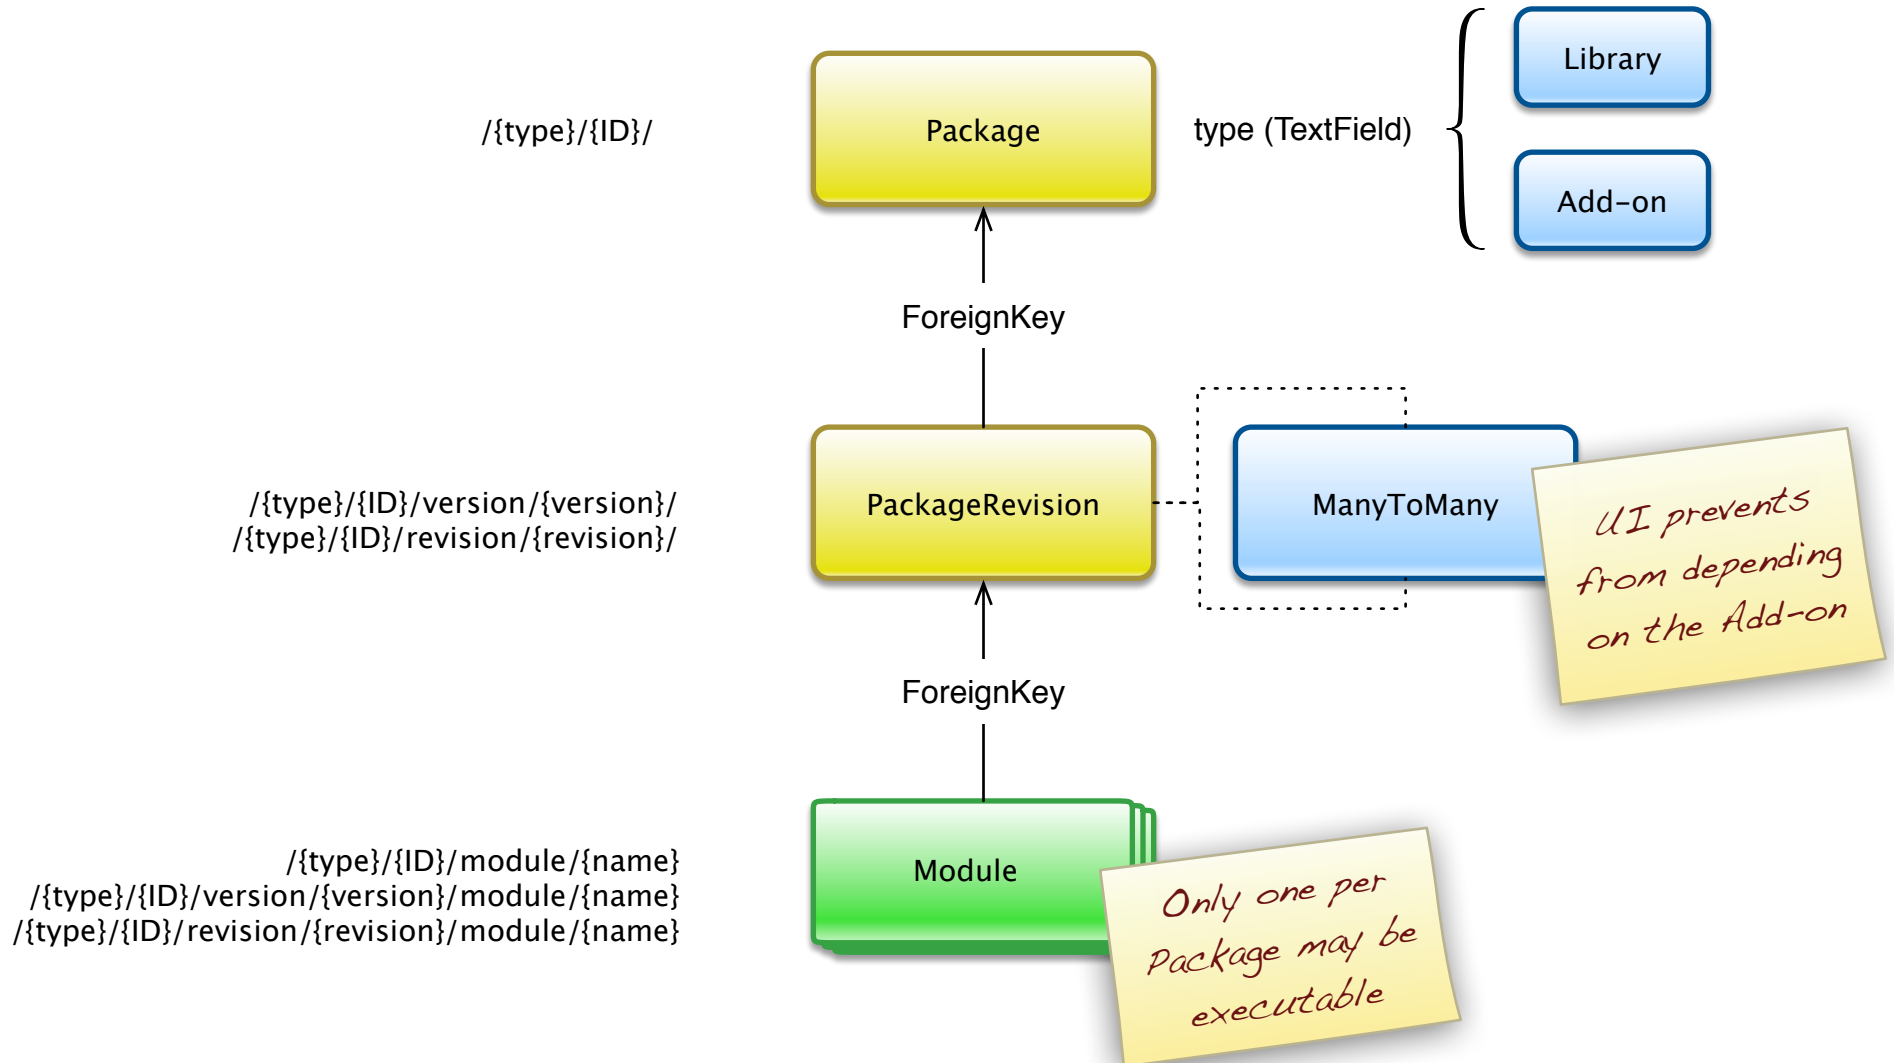 /{type}/{ID}/
Package
type (TextField)
Library
Add-on
ForeignKey
/{type}/{ID}/version/{version}/
/{type}/{ID}/revision/{revision}/
PackageRevision
ManyToMany
UI prevents
from depending
on the Add-on
ForeignKey
/{type}/{ID}/module/{name}
/{type}/{ID}/version/{version}/module/{name}
/{type}/{ID}/revision/{revision}/module/{name}
Module
Only one per
Package may be
executable